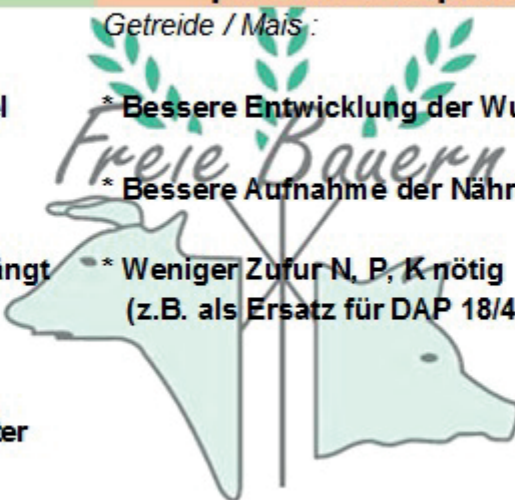 Getreide / Mais :
* Bessere Entwicklung der Wu
Freie Bauern
* Bessere Aufnahme der Nähr
* Weniger Zufur N, P, K nötig
(z.B. als Ersatz für DAP 18/4